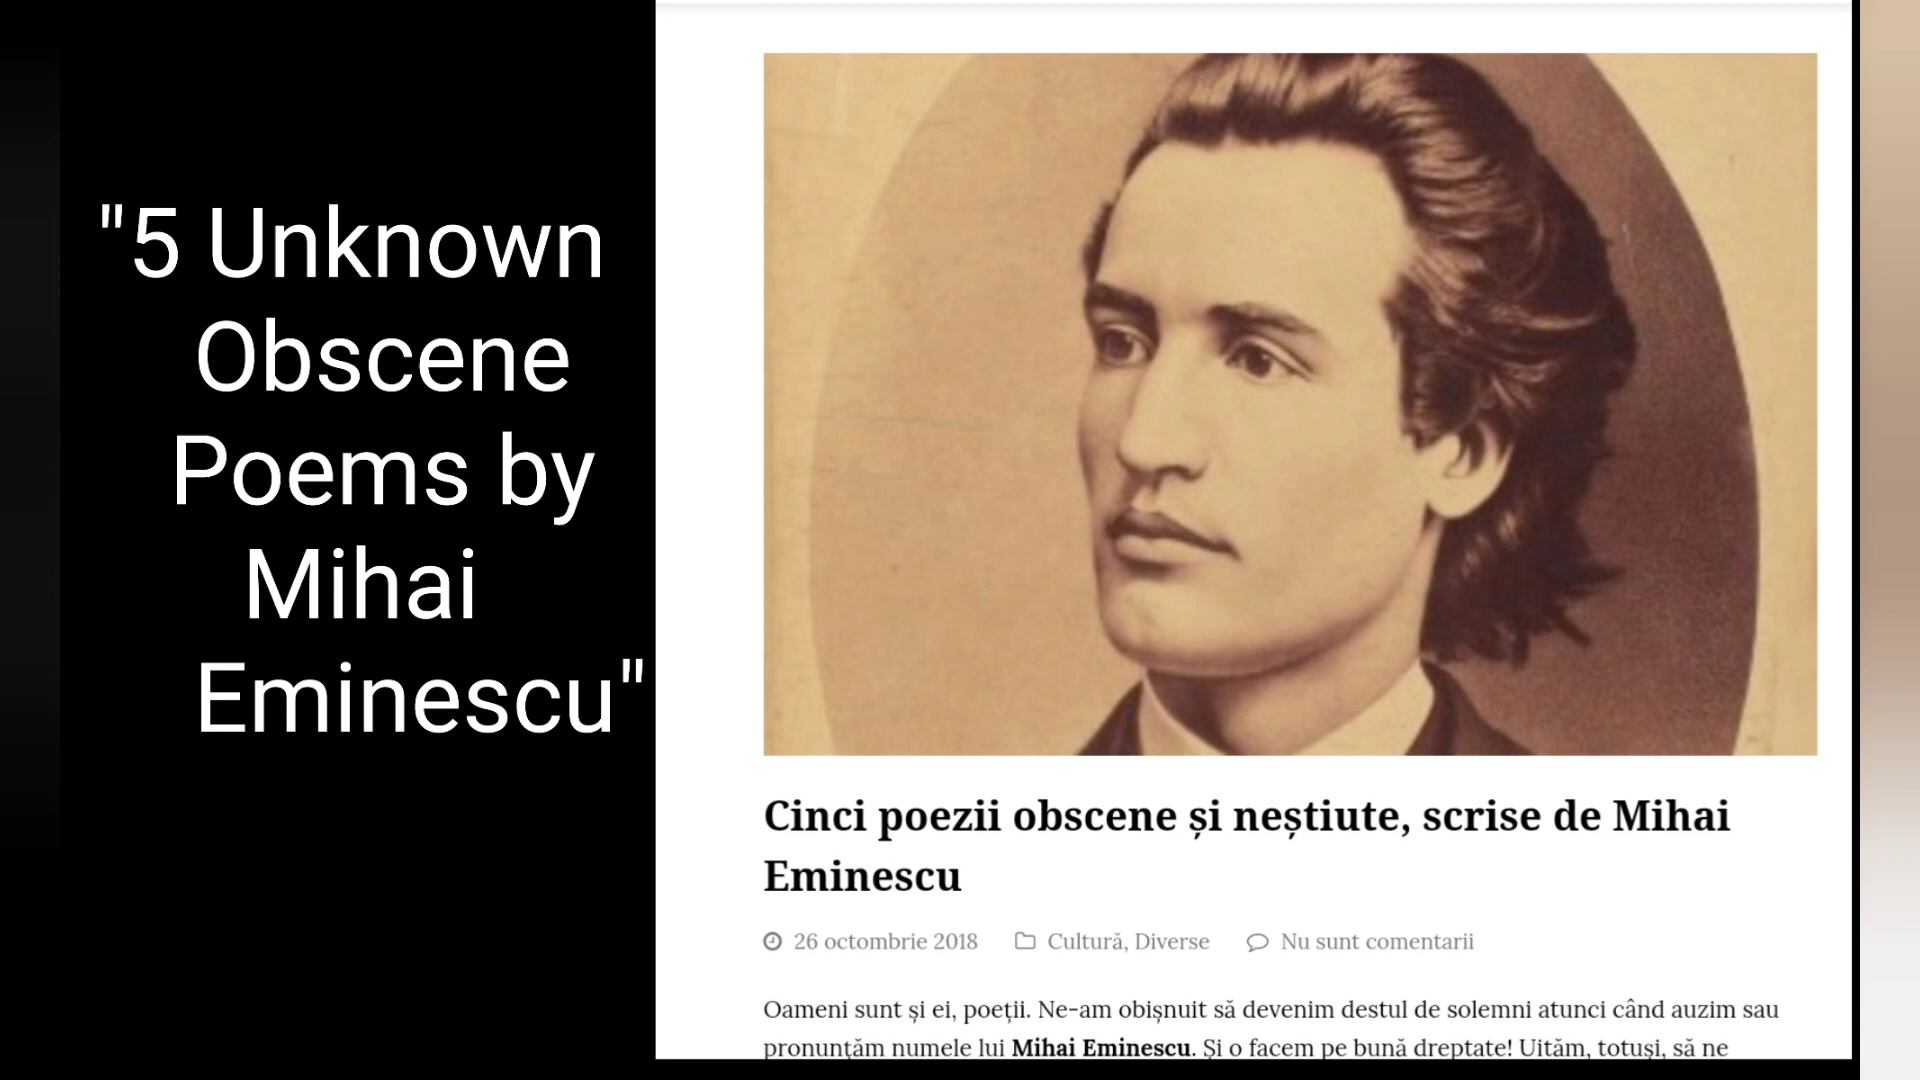 "5 Unknown
Obscene
Poems by
Mihai
Eminescu"
Cinci poezii obscene și neștiute, scrise de Mihai
Eminescu
26 octombrie 2018 Cultură, Diverse Nu sunt comentarii
Oameni sunt și ei, poeții. Ne-am obișnuit să devenim destul de solemni atunci când auzim sau
pronunțăm numele lui Mihai Eminescu. Și o facem pe bună dreptate! Uităm, totuși, să ne